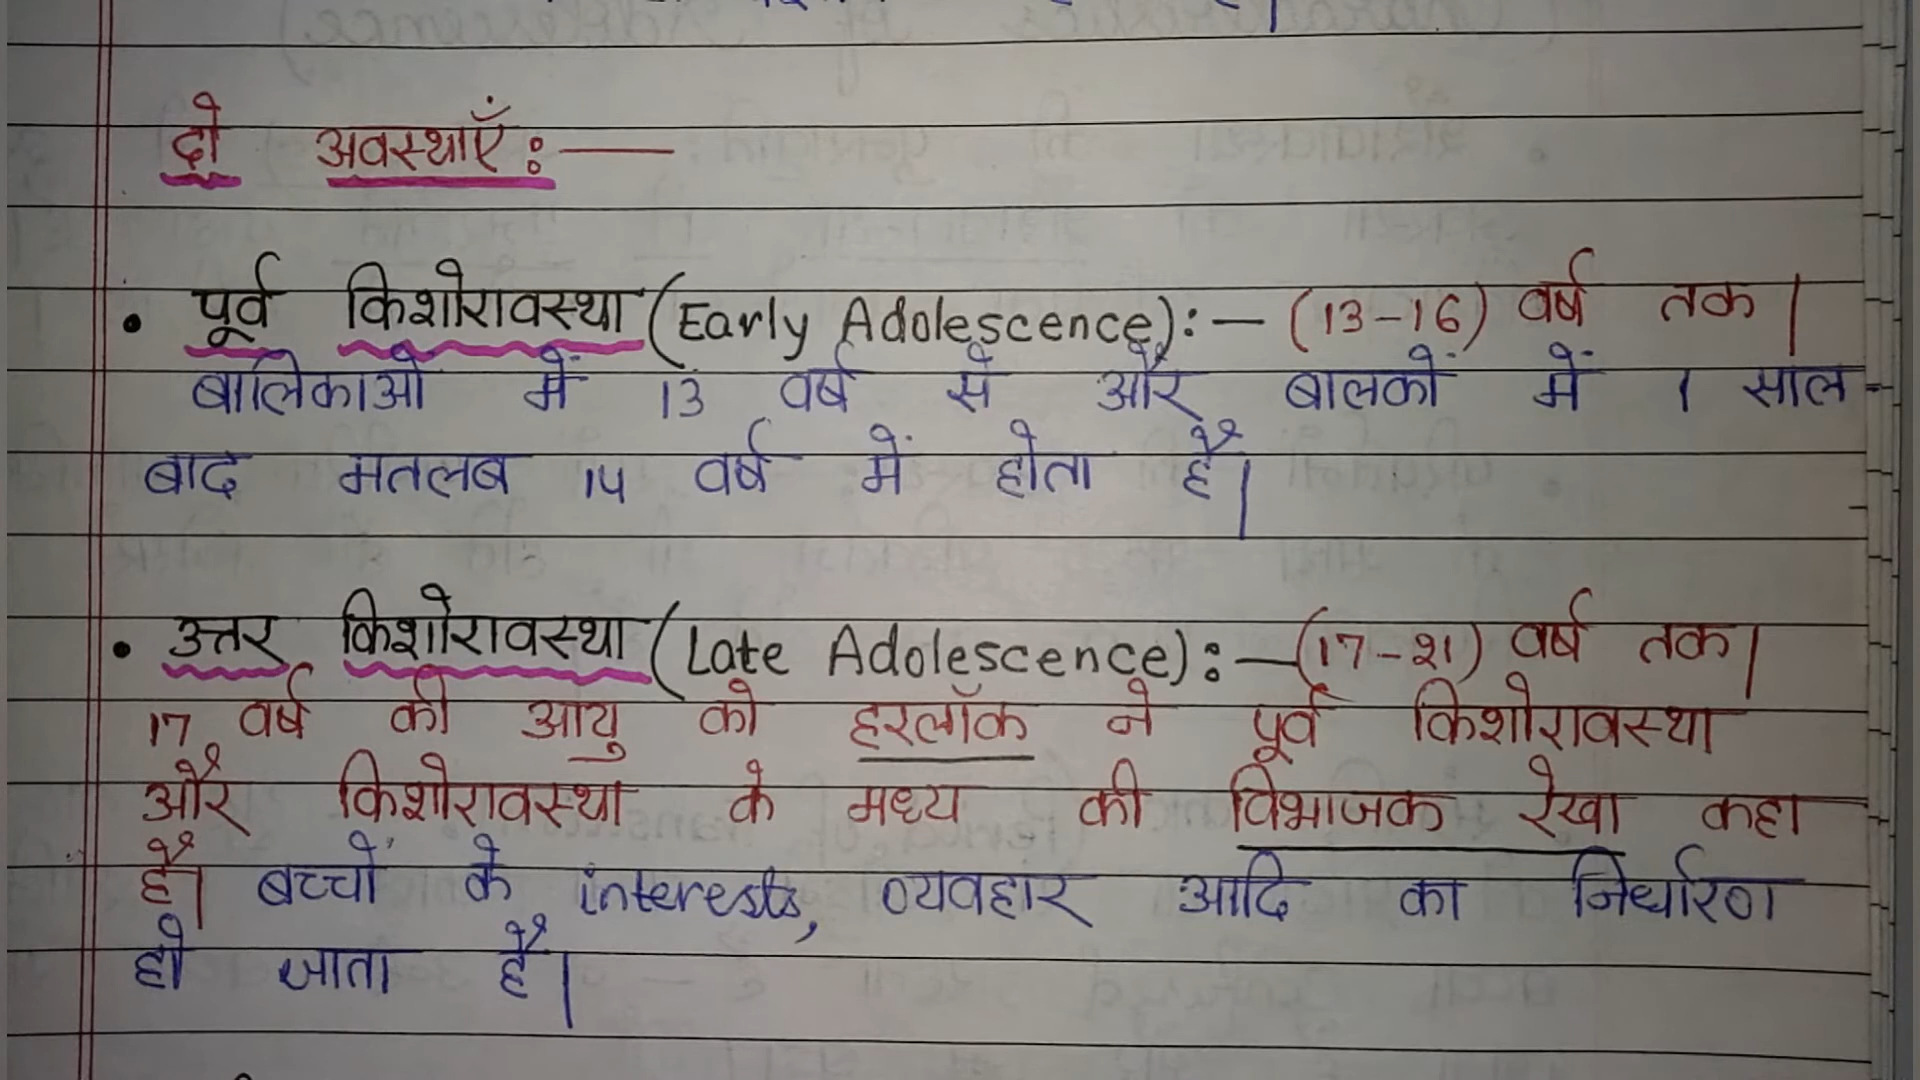 दो अवस्थाएँ :—
• पूर्व किशोरावस्था (Early Adolescence) :— (13-16) वर्ष तक।
बालिकाओं में 13 वर्ष से और बालकों में 1 साल
बाद मतलब 14 वर्ष में होता है।
• उत्तर किशोरावस्था (Late Adolescence) :— (17-21) वर्ष तक।
17 वर्ष की आयु को हरलॉक ने पूर्व किशोरावस्था
और किशोरावस्था के मध्य की विभाजक रेखा कहा
है। बच्चों के interests, व्यवहार आदि का निर्धारण
हो जाता है।